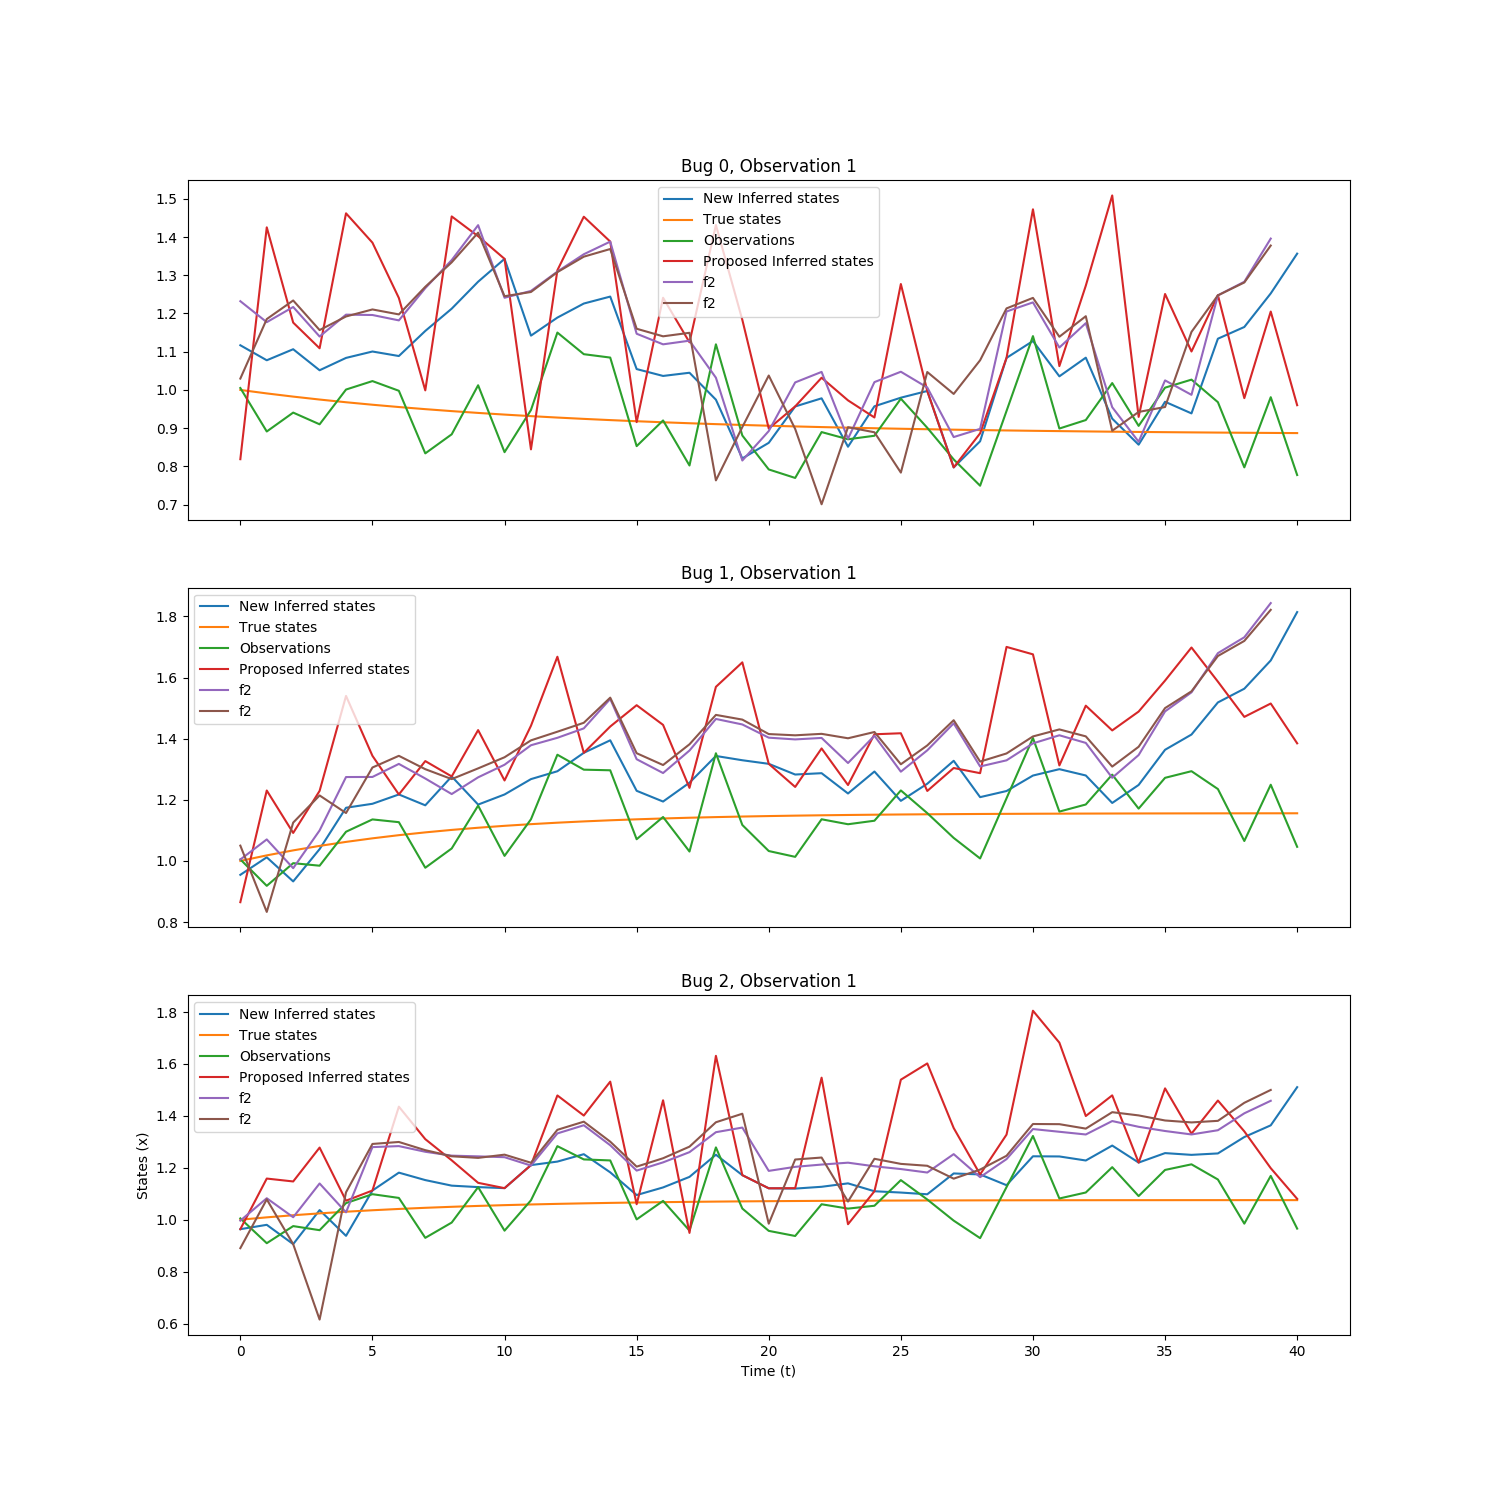 Bug 0, Observation 1
1.5
1.4
1.3
1.2
1.1
1.0
0.9
0.8
0.7
New Inferred states
True states
Observations
Proposed Inferred states
f2
f2
Bug 1, Observation 1
1.8
1.6
1.4
1.2
1.0
0.8
New Inferred states
True states
Observations
Proposed Inferred states
f2
f2
Bug 2, Observation 1
1.8
1.6
1.4
1.2
1.0
0.8
0.6
New Inferred states
True states
Observations
Proposed Inferred states
f2
f2
States (x)
0 5 10 15 20 25 30 35 40
Time (t)